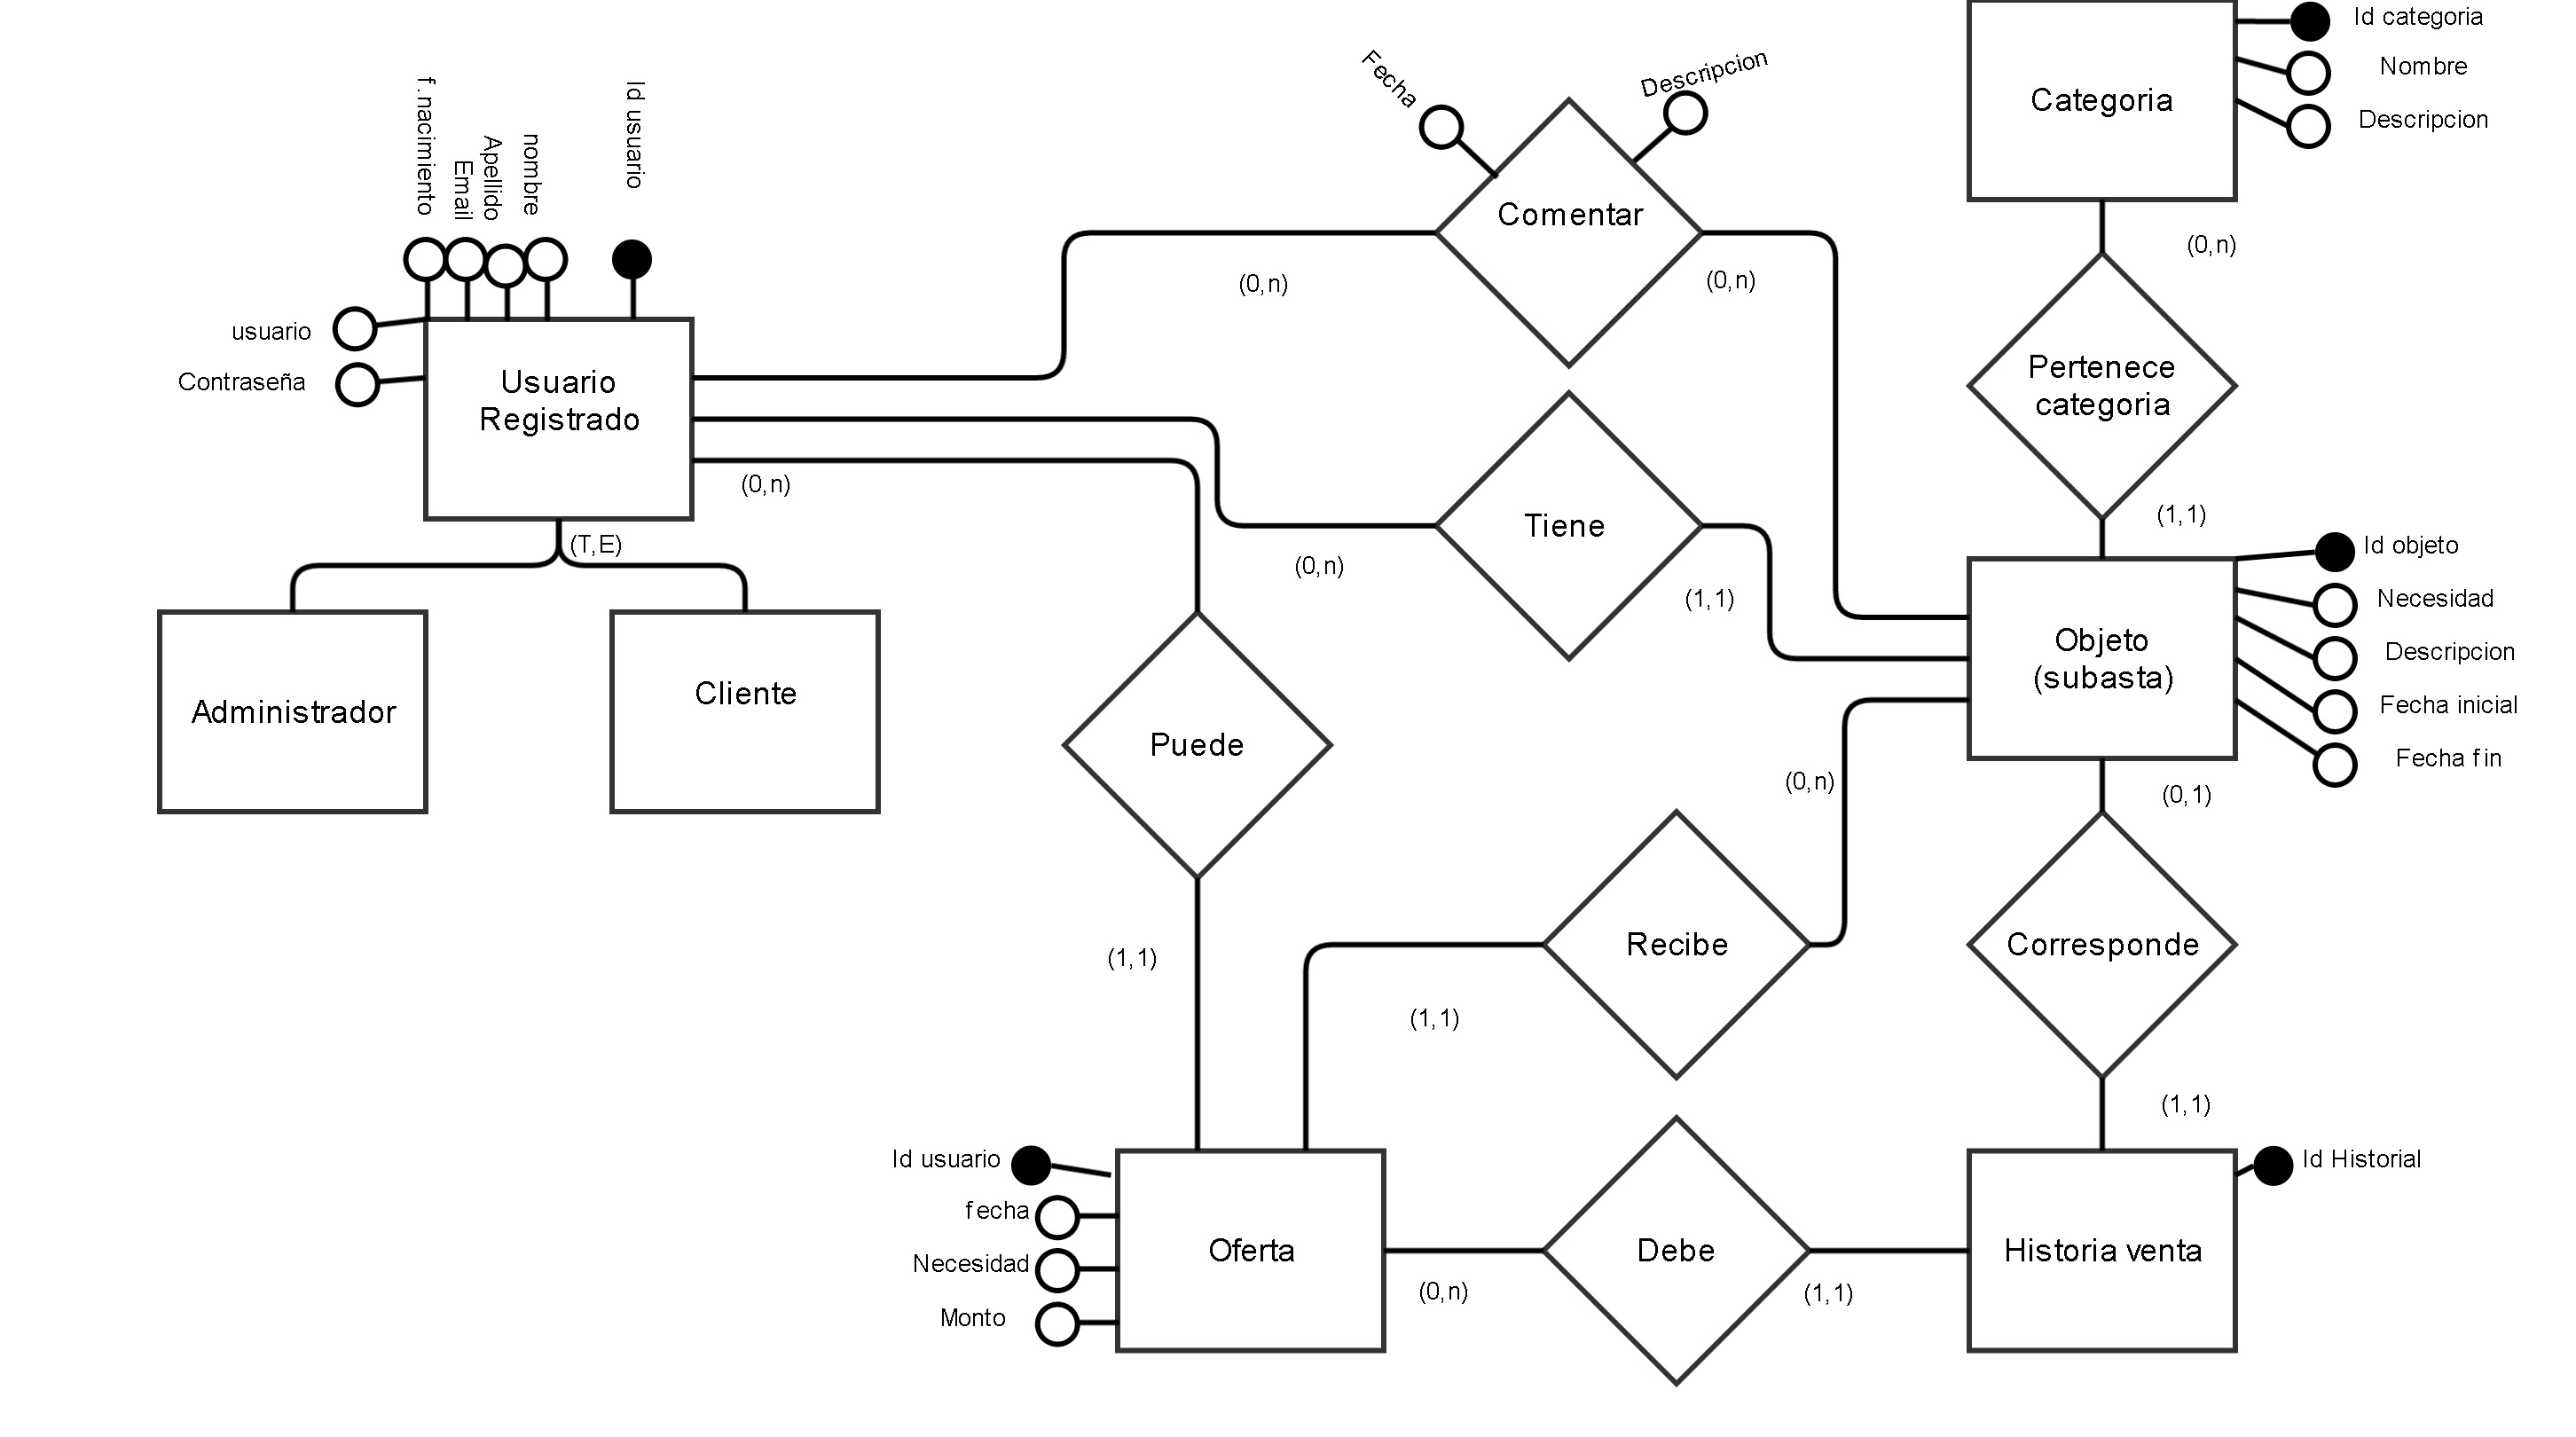 Id categoria
Nombre
Categoria
Descripcion
(0,n)
Fecha
Descripcion
Comentar
(0,n)
(0,n)
f.nacimiento
Email
Apellido
nombre
Id usuario
usuario
Contraseña
Usuario
Registrado
(0,n)
(T,E)
Administrador
Cliente
Pertenece
categoria
(1,1)
Tiene
(0,n)
(1,1)
Id objeto
Necesidad
Objeto
(subasta)
Descripcion
Fecha inicial
Fecha fin
(0,1)
Puede
(1,1)
(0,n)
Recibe
(1,1)
Corresponde
(1,1)
Id usuario
fecha
Necesidad
Monto
Oferta
(0,n)
Debe
(1,1)
Historia venta
Id Historial